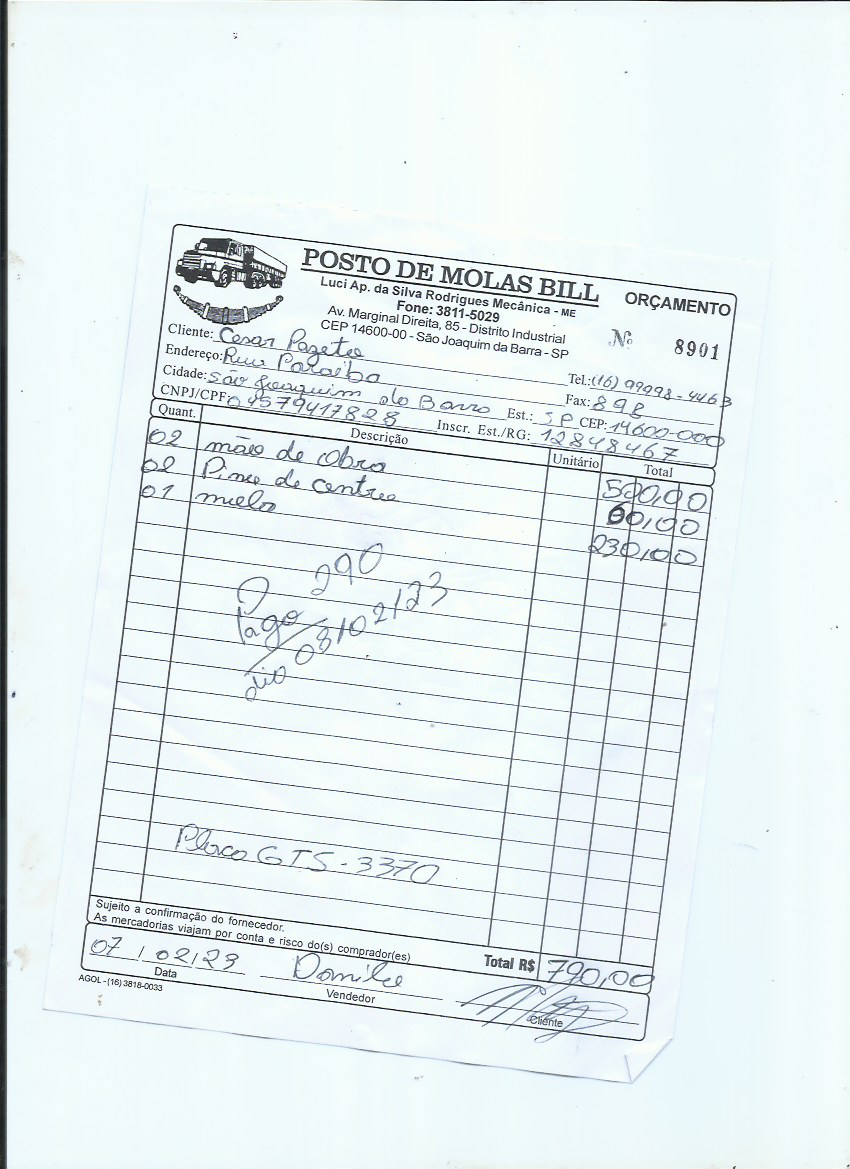 POSTO DE MOLAS BILL ORÇAMENTO
Luci Ap. da Silva Rodrigues Mecânica - ME
Fone: 3811-5029
Av. Marginal Direita, 85 - Distrito Industrial
CEP 14600-00 - São Joaquim da Barra - SP
Nº 8901
Cliente: Cesar
Tel.: (16) 99998-4463
Endereço: Rua Paraiba
Fax: 898
Cidade: são Joaquim da Barra Est.: SP CEP: 14600-000
CNPJ/CPF: 04579417828 Inscr. Est./RG: 12848467
Quant. Descrição Unitário Total
02 mão de obra 500,00
02 Pino de centro 60,00
01 mola 230,00
290
Pago
dia 08/02/23
Placa GTS-3370
Sujeito a confirmação do fornecedor.
As mercadorias viajam por conta e risco do(s) comprador(es)
Total R$ 790,00
07/02/23 Danilo
Data Vendedor Cliente
AGOL - (16) 3818-0033